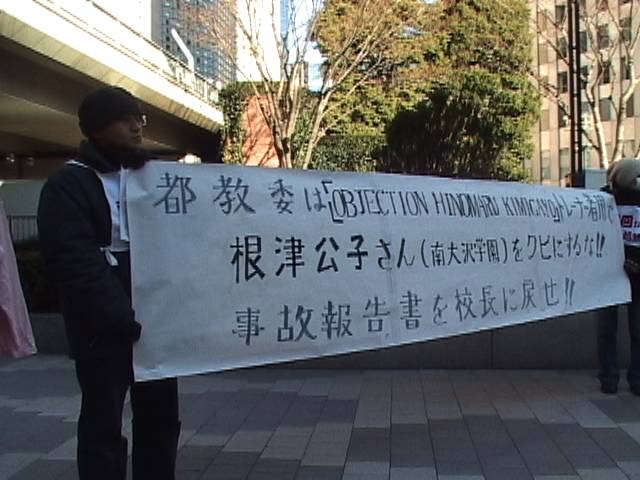 都教委は「OBJECTION HINOMARU KIMIGAYO」トレーナー着用で
根津公子さん(南大沢学園)をクビにするな!!
事故報告書を校長に戻せ!!